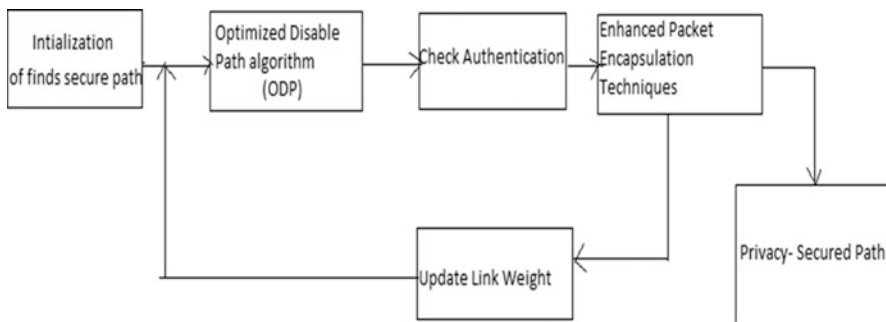 Intialization
of finds secure path
Optimized Disable
Path algorithm
(ODP)
Check Authentication
Enhanced Packet
Encapsulation
Techniques
Update Link Weight
Privacy- Secured Path